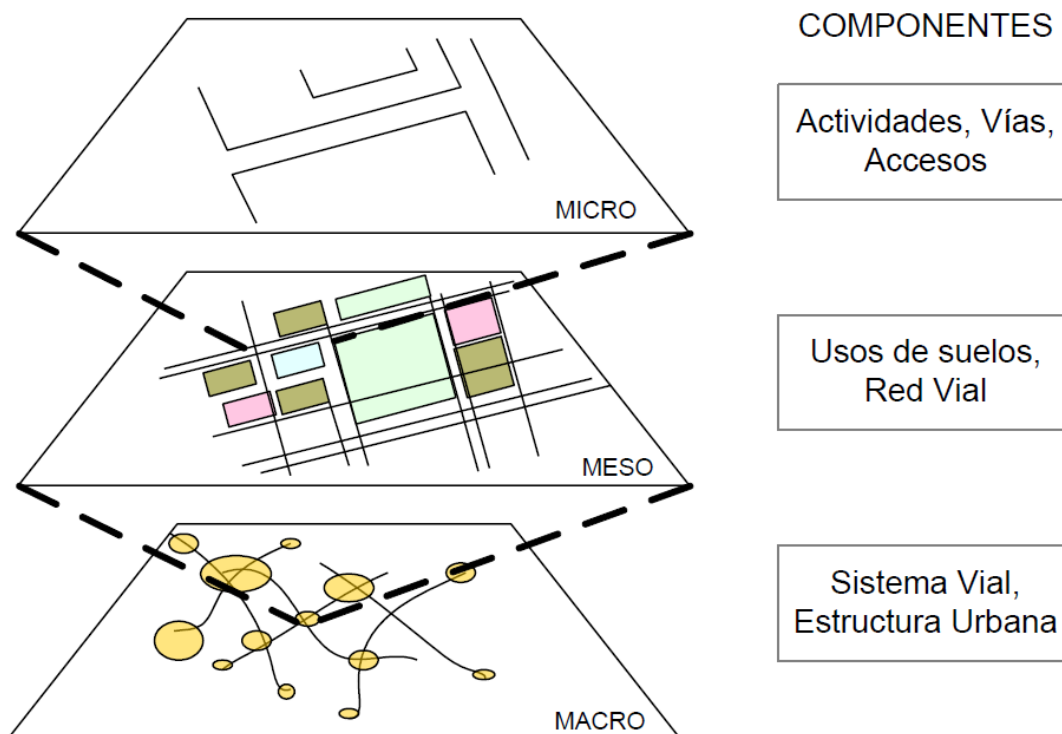 COMPONENTES
Actividades, Vías,
Accesos
MICRO
Usos de suelos,
Red Vial
MESO
Sistema Vial,
Estructura Urbana
MACRO